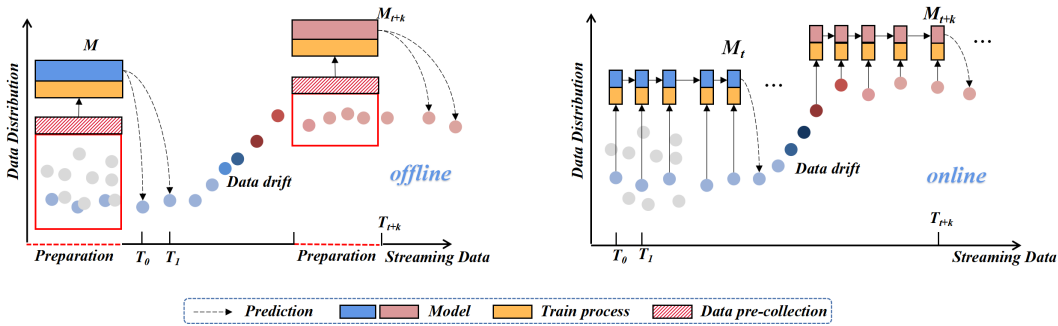 Data Distribution
M
M_{t+k}
offline
Data drift
Preparation
T_0
T_1
Preparation
T_{t+k}
Streaming Data
Data Distribution
M_t
...
M_{t+k}
...
Data drift
online
T_0
T_1
T_{t+k}
Streaming Data
Prediction
Model
Train process
Data pre-collection